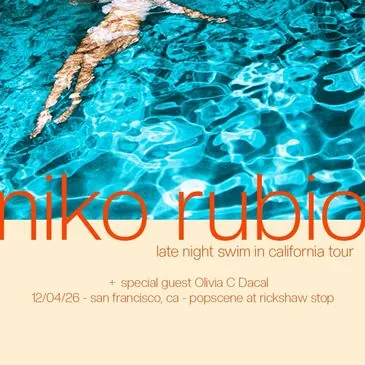 niko rubio
late night swim in california tour
+ special guest Olivia C Dacal
12/04/26 - san francisco, ca - popscene at rickshaw stop